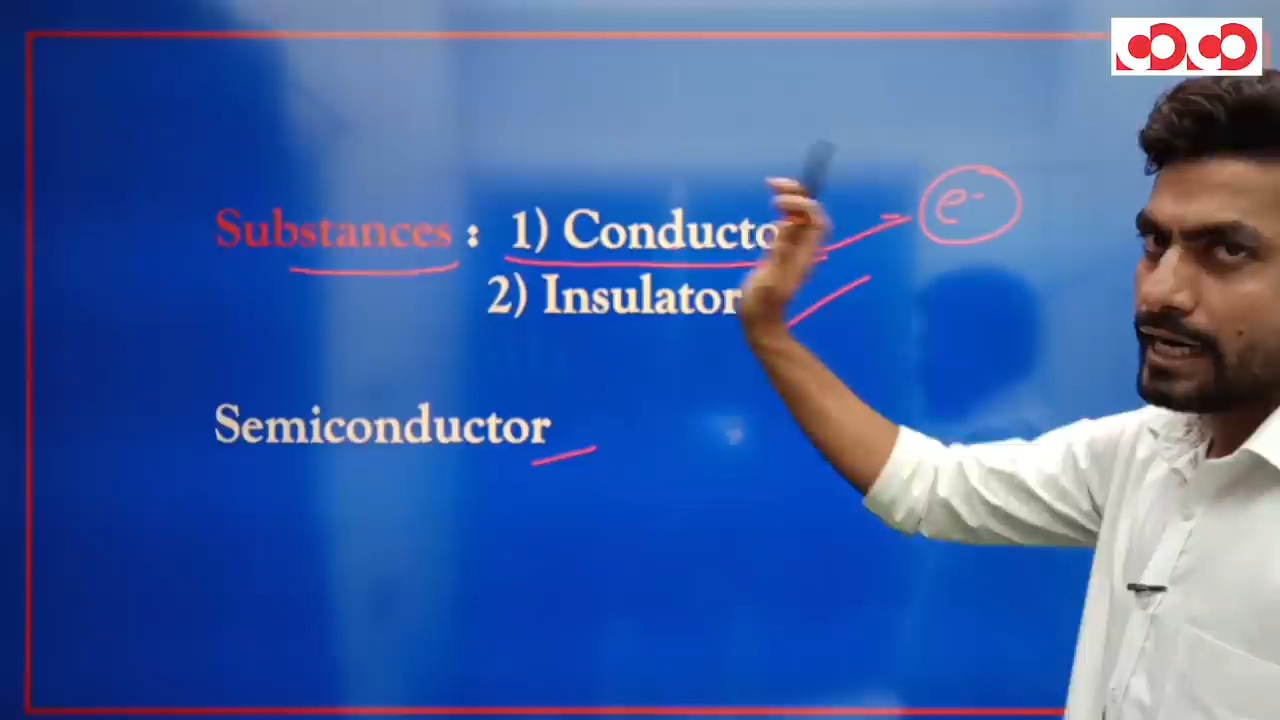 Substances : 1) Conducto
e-
2) Insulator
Semiconductor